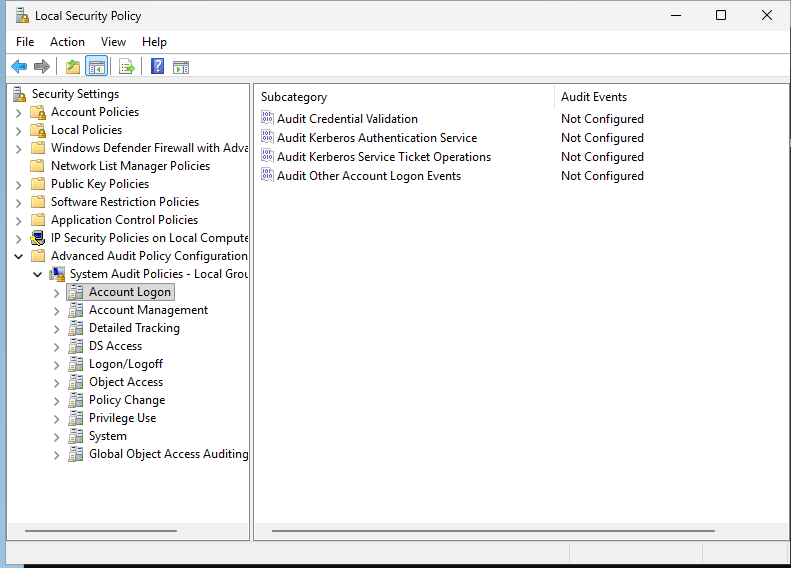 Local Security Policy
File Action View Help
Security Settings
Account Policies
Local Policies
Windows Defender Firewall with Adva
Network List Manager Policies
Public Key Policies
Software Restriction Policies
Application Control Policies
IP Security Policies on Local Compute
Advanced Audit Policy Configuration
System Audit Policies - Local Grou
Account Logon
Account Management
Detailed Tracking
DS Access
Logon/Logoff
Object Access
Policy Change
Privilege Use
System
Global Object Access Auditing
Subcategory Audit Events
Audit Credential Validation Not Configured
Audit Kerberos Authentication Service Not Configured
Audit Kerberos Service Ticket Operations Not Configured
Audit Other Account Logon Events Not Configured